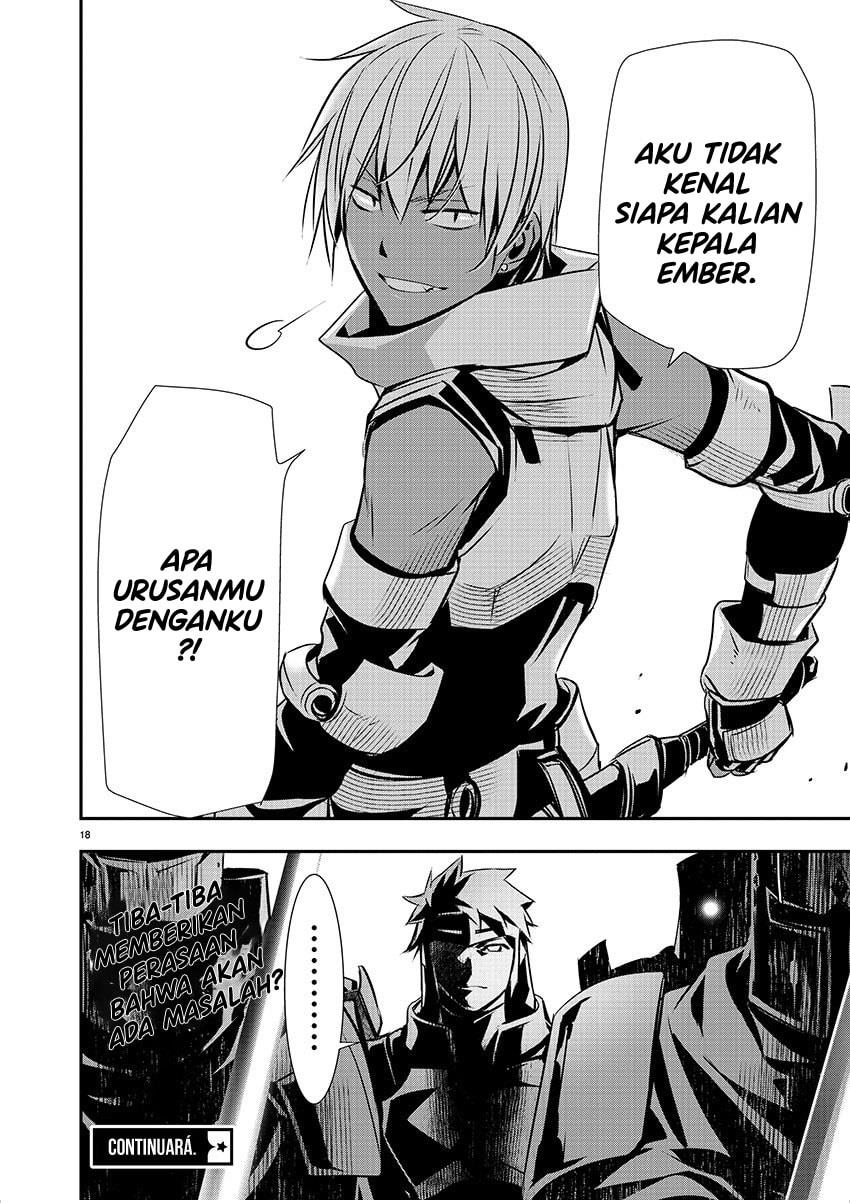 AKU TIDAK
KENAL
SIAPA KALIAN
KEPALA
EMBER.
APA
URUSANMU
DENGANKU
?!
18
TIBA-TIBA
MEMBERIKAN
PERASAAN
BAHWA AKAN
ADA MASALAH?
.........
CONTINUARÁ.